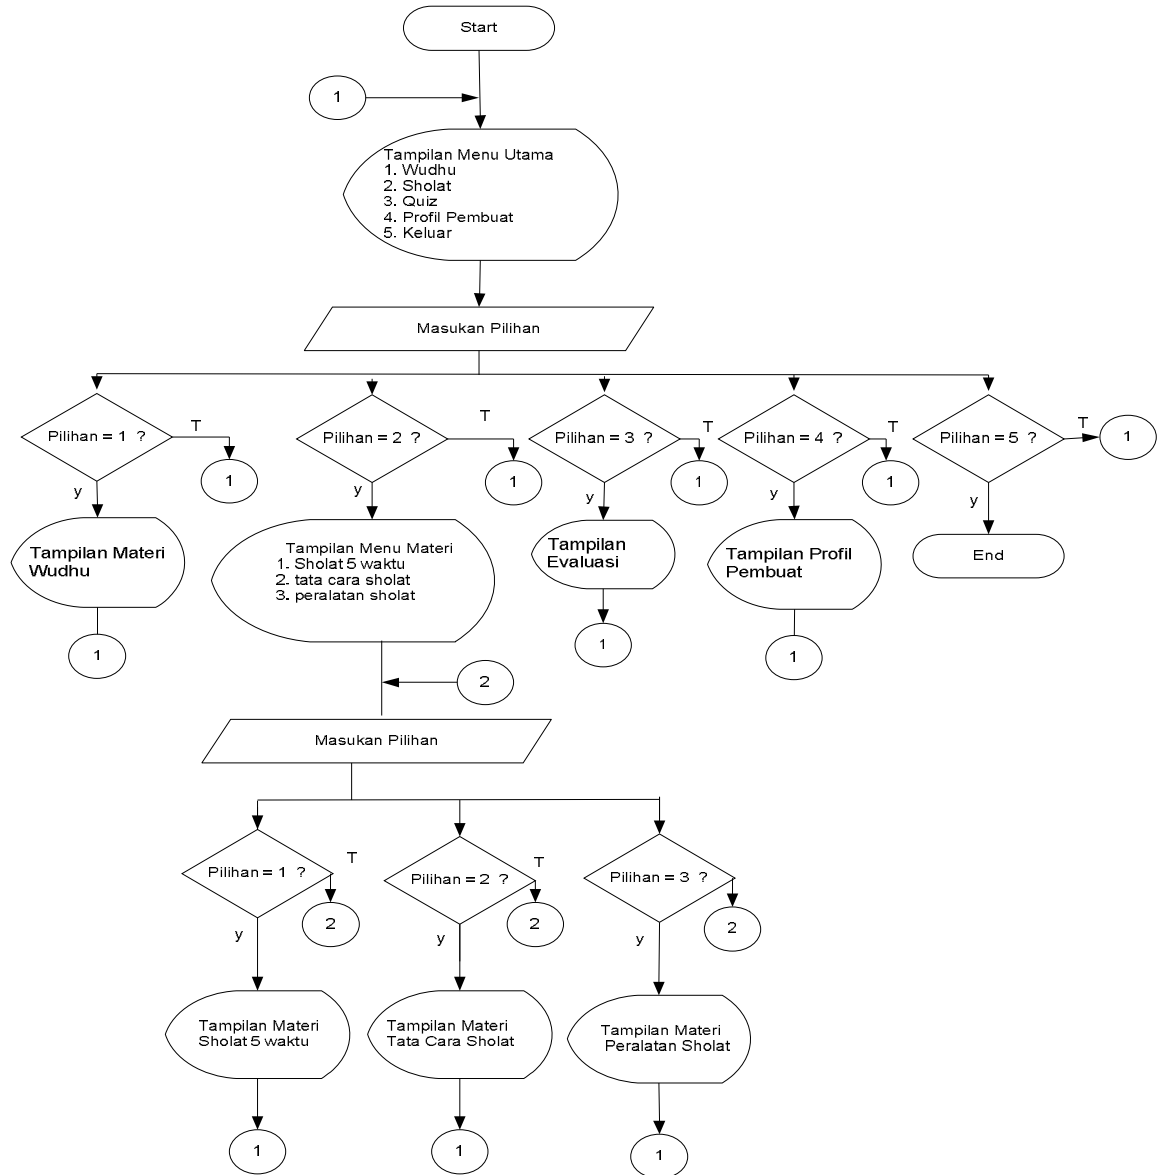 Start
1
Tampilan Menu Utama
1. Wudhu
2. Sholat
3. Quiz
4. Profil Pembuat
5. Keluar
Masukan Pilihan
Pilihan = 1 ?
T
1
y
Tampilan Materi
Wudhu
1
Pilihan = 2 ?
T
1
y
Tampilan Menu Materi
1. Sholat 5 waktu
2. tata cara sholat
3. peralatan sholat
Pilihan = 3 ?
T
1
y
Tampilan
Evaluasi
1
Pilihan = 4 ?
T
1
y
Tampilan Profil
Pembuat
1
Pilihan = 5 ?
T
1
y
End
2
Masukan Pilihan
Pilihan = 1 ?
T
2
y
Tampilan Materi
Sholat 5 waktu
1
Pilihan = 2 ?
T
2
y
Tampilan Materi
Tata Cara Sholat
1
Pilihan = 3 ?
2
y
Tampilan Materi
Peralatan Sholat
1